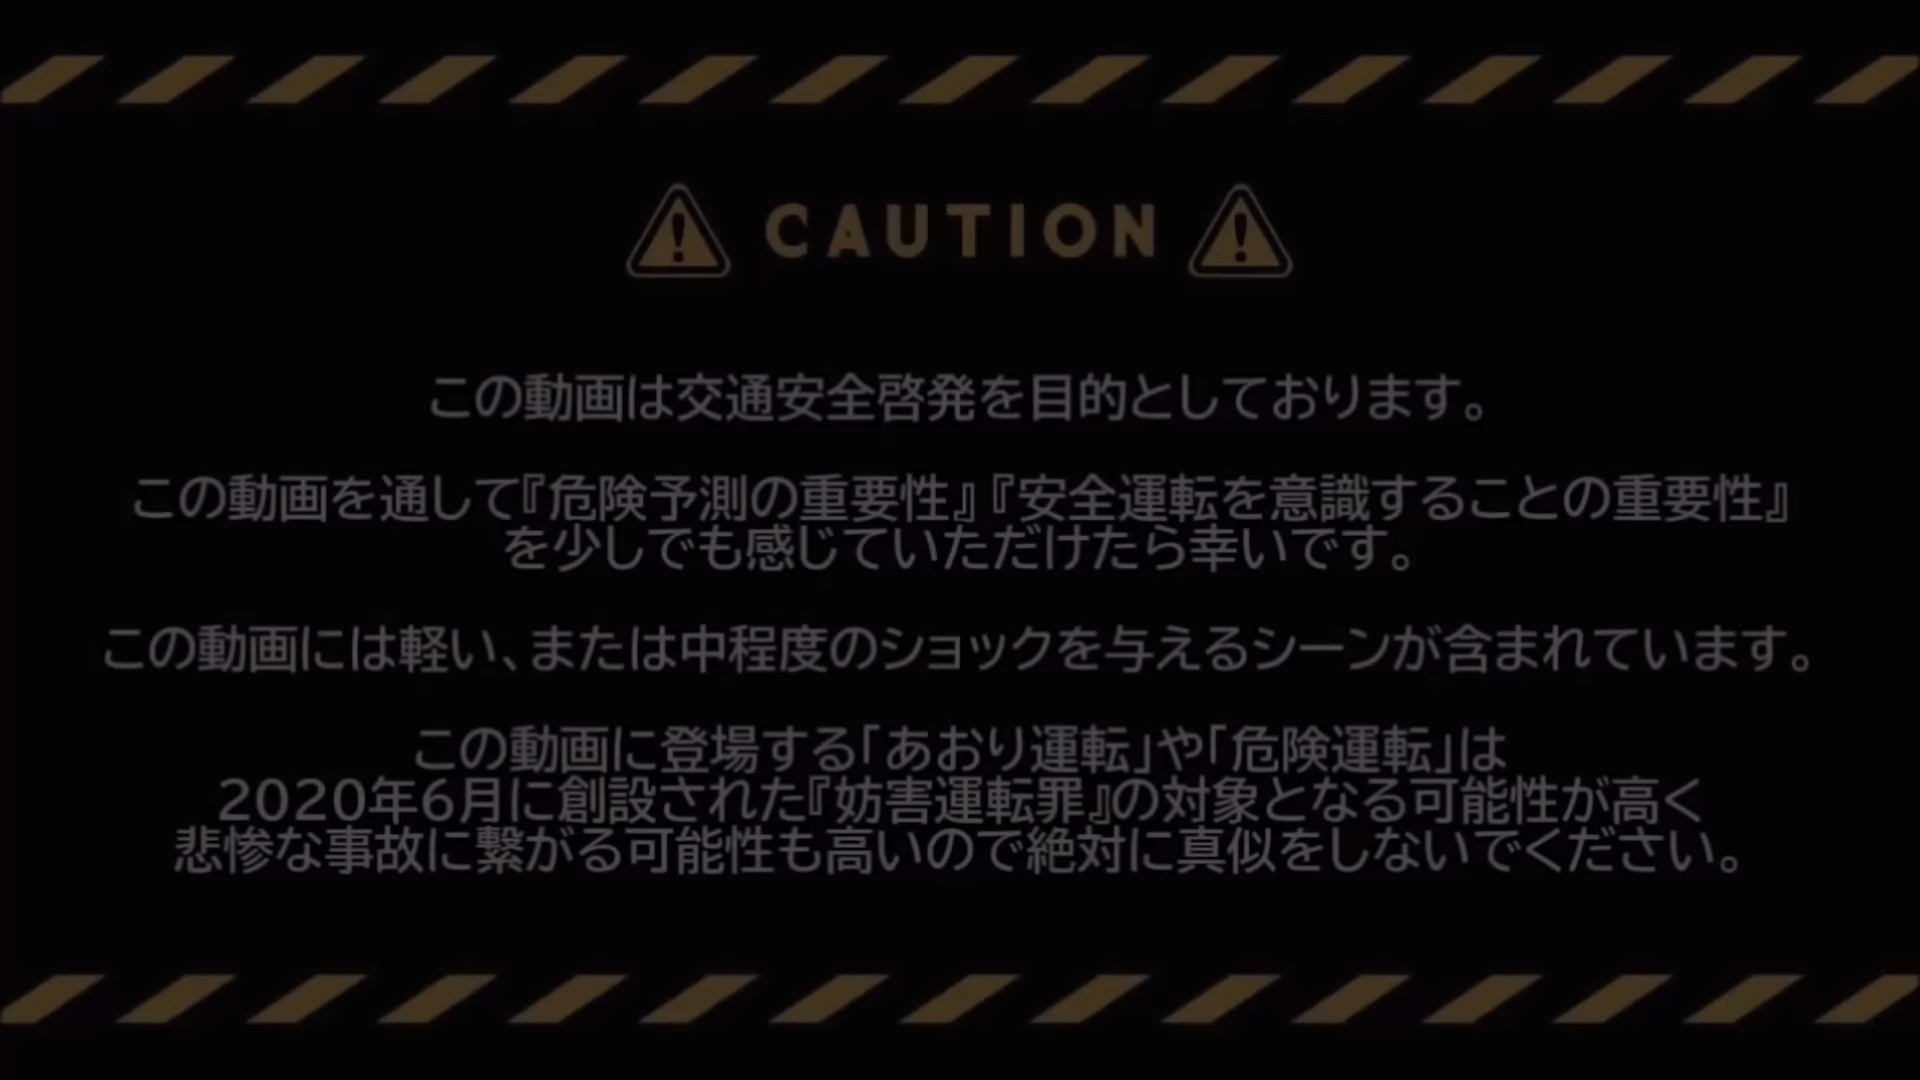 CAUTION
この動画は交通安全啓発を目的としております。
この動画を通して『危険予測の重要性』『安全運転を意識することの重要性』
を少しでも感じていただけたら幸いです。
この動画には軽い、または中程度のショックを与えるシーンが含まれています。
この動画に登場する「あおり運転」や「危険運転」は
2020年6月に創設された『妨害運転罪』の対象となる可能性が高く
悲惨な事故に繋がる可能性も高いので絶対に真似をしないでください。